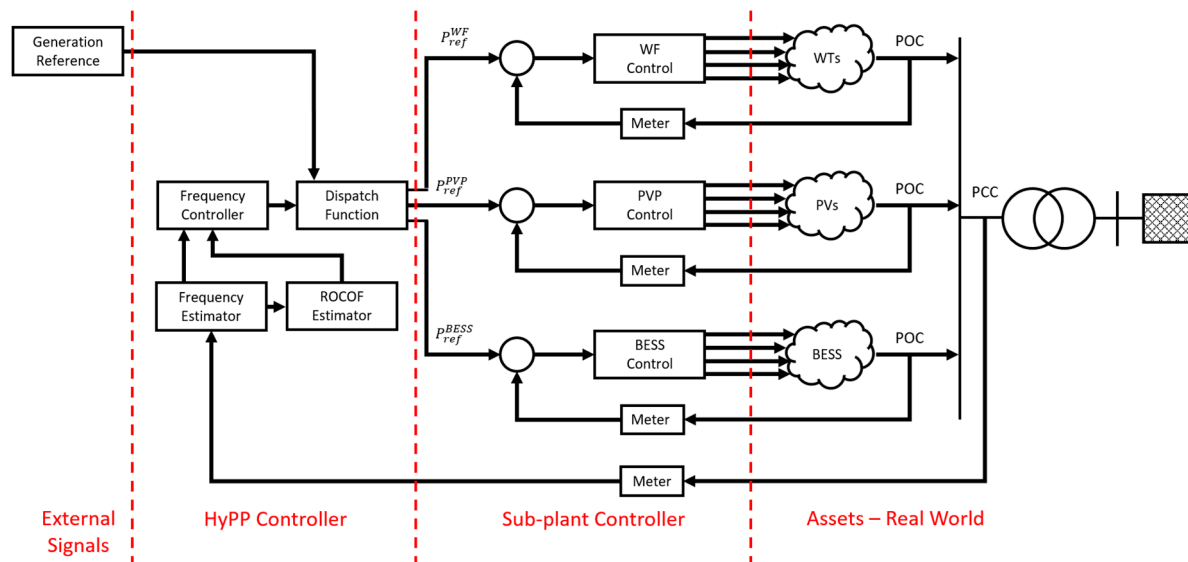 Generation
Reference
P_ref^WF
WF
Control
WTs
POC
Meter
Frequency
Controller
Dispatch
Function
P_ref^PVP
PVP
Control
PVs
POC
PCC
Meter
Frequency
Estimator
ROCOF
Estimator
P_ref^BESS
BESS
Control
BESS
POC
Meter
Meter
External
Signals
HyPP Controller
Sub-plant Controller
Assets – Real World